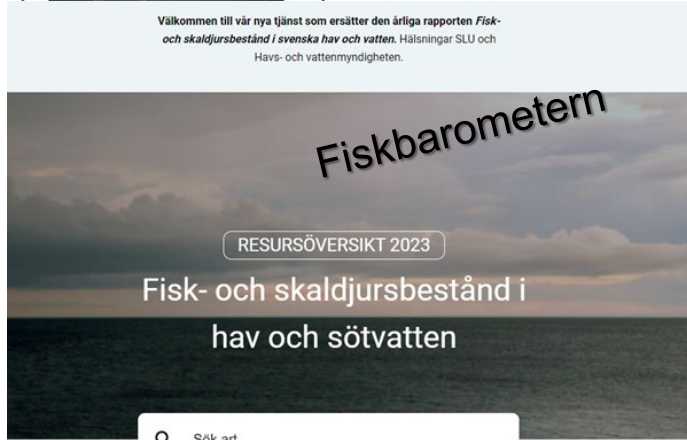 Välkommen till vår nya tjänst som ersätter den årliga rapporten Fisk-
och skaldjursbestånd i svenska hav och vatten. Hälsningar SLU och
Havs- och vattenmyndigheten.
Fiskbarometern
RESURSÖVERSIKT 2023
Fisk- och skaldjursbestånd i
hav och sötvatten
Sök art